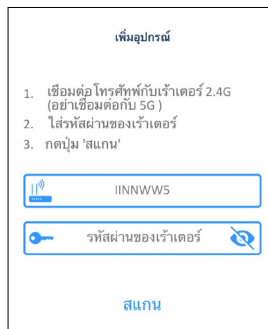 เพิ่มอุปกรณ์
1. เชื่อมต่อโทรศัพท์กับเร้าเตอร์ 2.4G
(อย่าเชื่อมต่อกับ 5G )
2. ใส่รหัสผ่านของเร้าเตอร์
3. กดปุ่ม 'สแกน'
IINNWW5
รหัสผ่านของเร้าเตอร์
สแกน